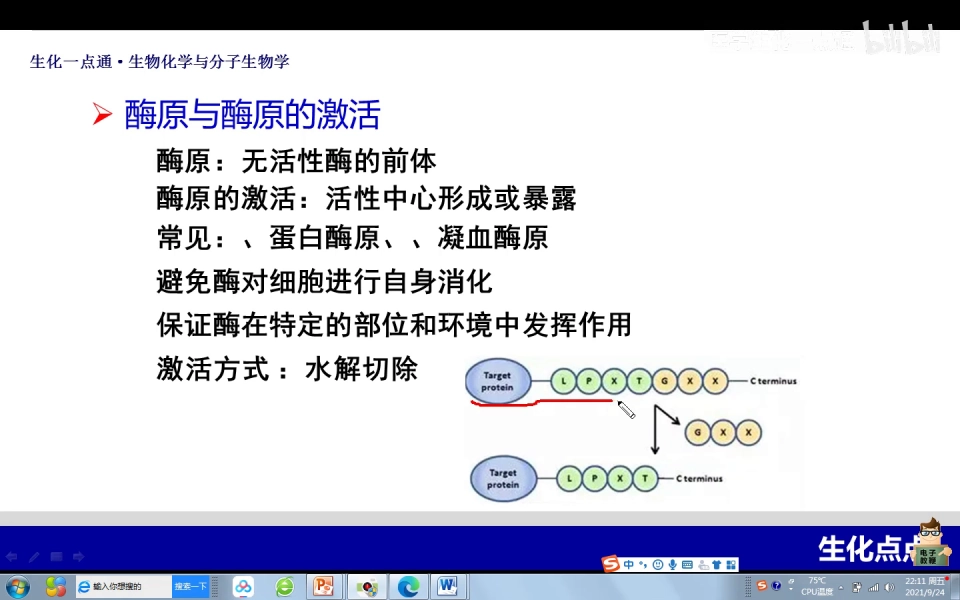 bilibili
生化一点通·生物化学与分子生物学
酶原与酶原的激活
酶原：无活性酶的前体
酶原的激活：活性中心形成或暴露
常见：、蛋白酶原、、凝血酶原
避免酶对细胞进行自身消化
保证酶在特定的部位和环境中发挥作用
激活方式：水解切除
Target protein L P X T G X X C terminus
G X X
Target protein L P X T C terminus
生化点点
电子教鞭
中
输入你想搜的 搜索一下
75℃
CPU温度
22:11 周五
2021/9/24